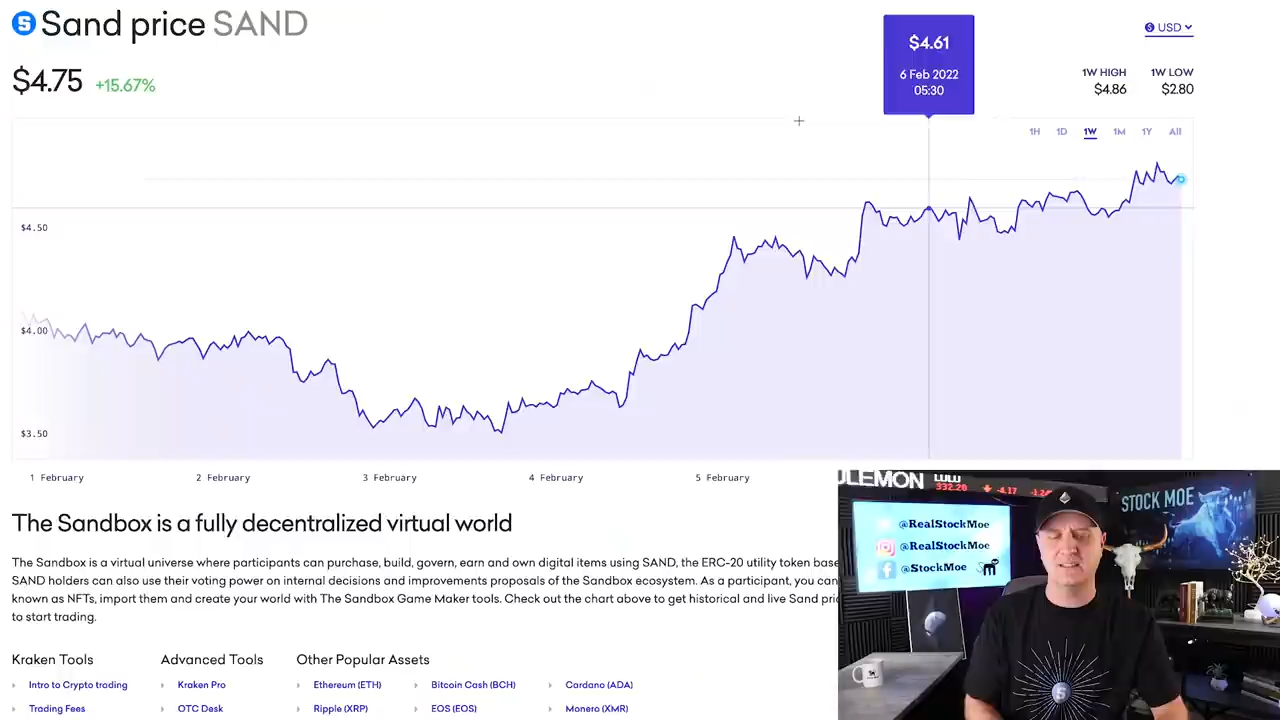 Sand price SAND
$4.75 +15.67%
$4.61
6 Feb 2022
05:30
USD
1W HIGH 1W LOW
$4.86 $2.80
1H 1D 1W 1M 1Y All
$4.50
$4.00
$3.50
1 February 2 February 3 February 4 February 5 February
The Sandbox is a fully decentralized virtual world
The Sandbox is a virtual universe where participants can purchase, build, govern, earn and own digital items using SAND, the ERC-20 utility token base
SAND holders can also use their voting power on internal decisions and improvements proposals of the Sandbox ecosystem. As a participant, you can
known as NFTs, import them and create your world with The Sandbox Game Maker tools. Check out the chart above to get historical and live Sand pri
to start trading.
Kraken Tools Advanced Tools Other Popular Assets
Intro to Crypto trading Kraken Pro Ethereum (ETH) Bitcoin Cash (BCH) Cardano (ADA)
Trading Fees OTC Desk Ripple (XRP) EOS (EOS) Monero (XMR)
ULEMON LULU
332.20 -4.17
@RealStockMoe
@RealStockMoe
@StockMoe
STOCK MOE